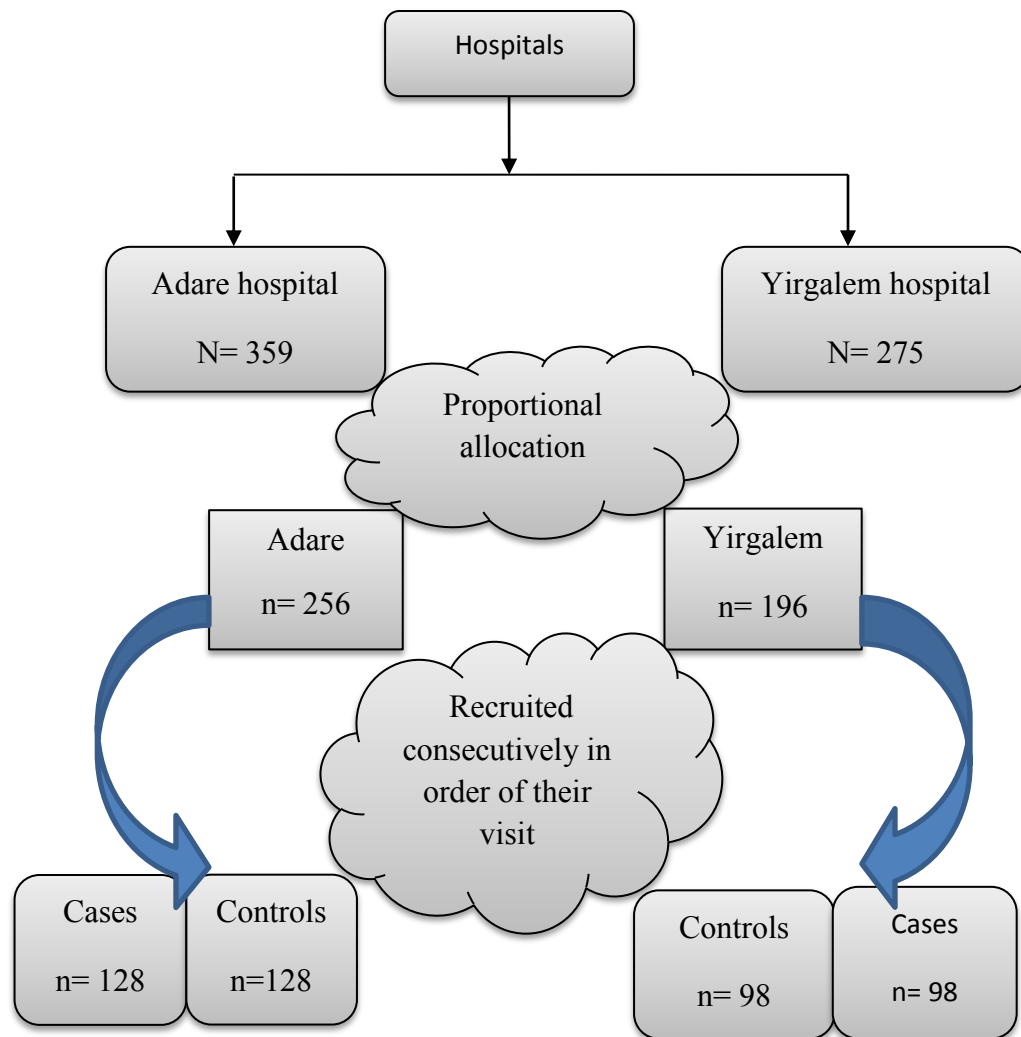 Hospitals
Adare hospital
N= 359
Yirgalem hospital
N= 275
Proportional
allocation
Adare
n= 256
Yirgalem
n= 196
Recruited
consecutively in
order of their
visit
Cases
n= 128
Controls
n=128
Controls
n= 98
Cases
n= 98